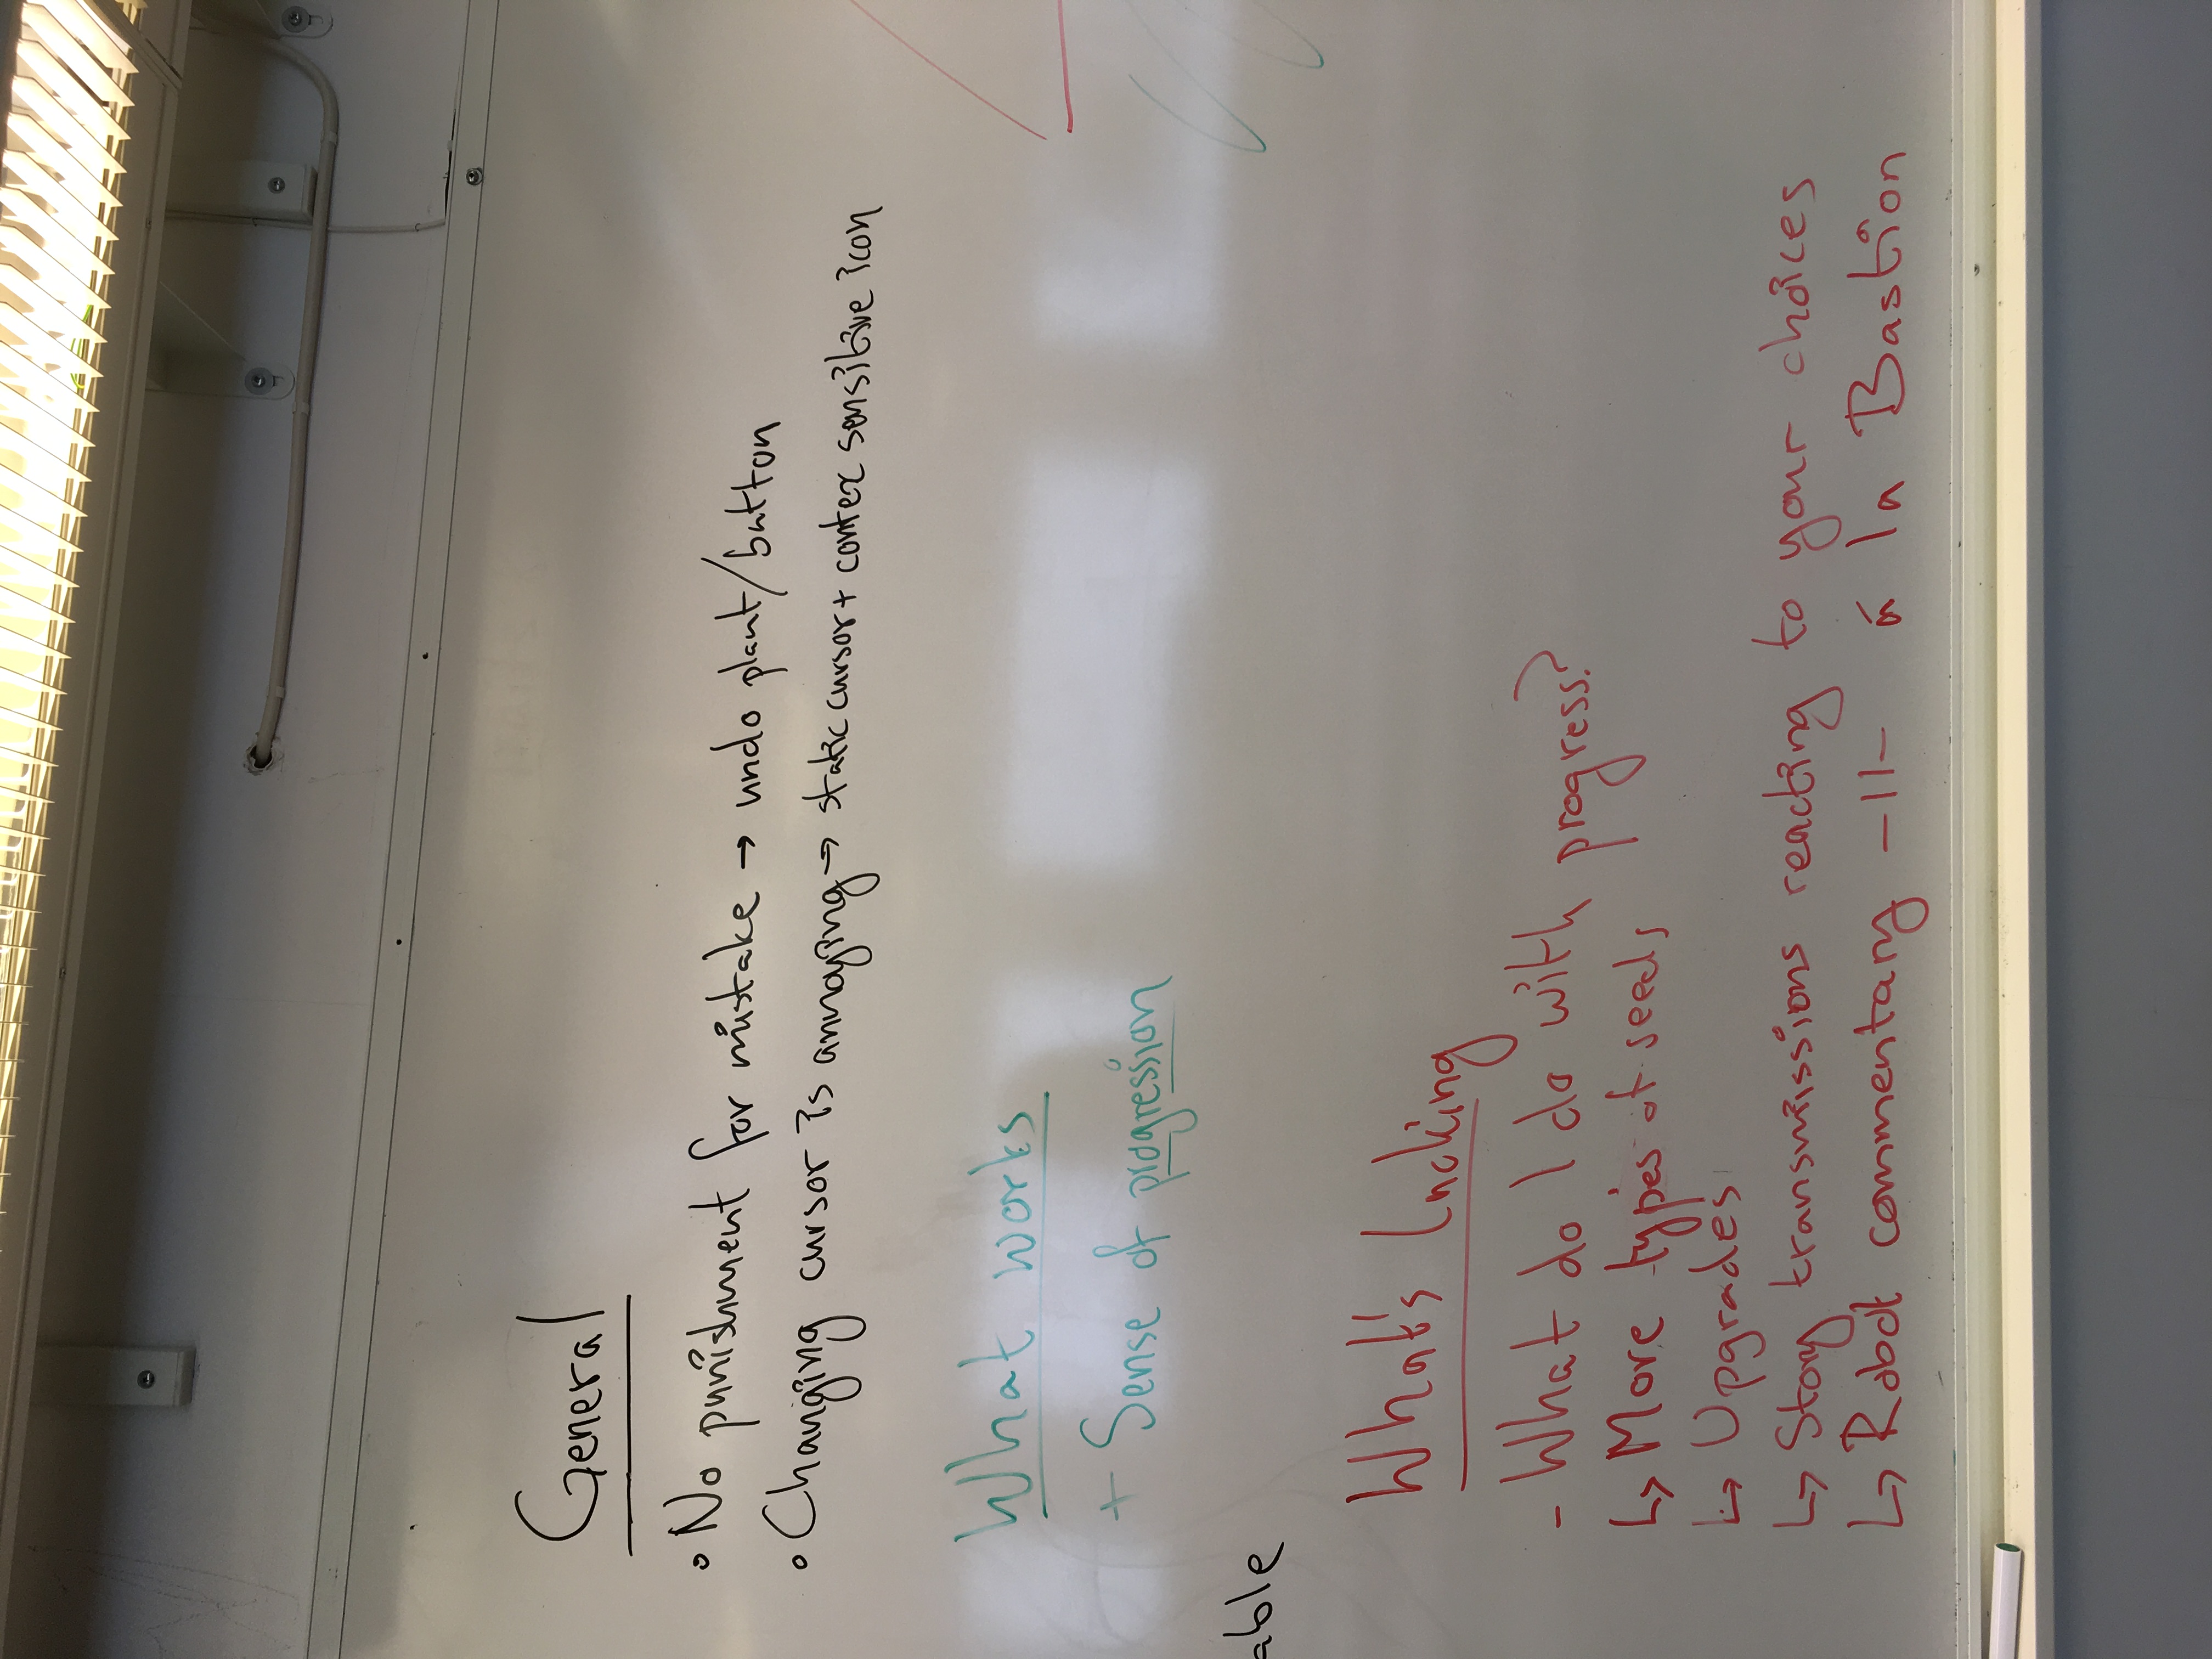 General
◦ No punishment for mistake → undo plant/button
◦ Changing cursor is annoying → static cursor + contex sensitive icon
What works
+ Sense of progression
able
What's lacking
- What do I do with progress?
↳ More types of seeds
↳ Upgrades
↳ Story transmissions reacting to your choices
↳ Robot commentary -11- á la Bastion